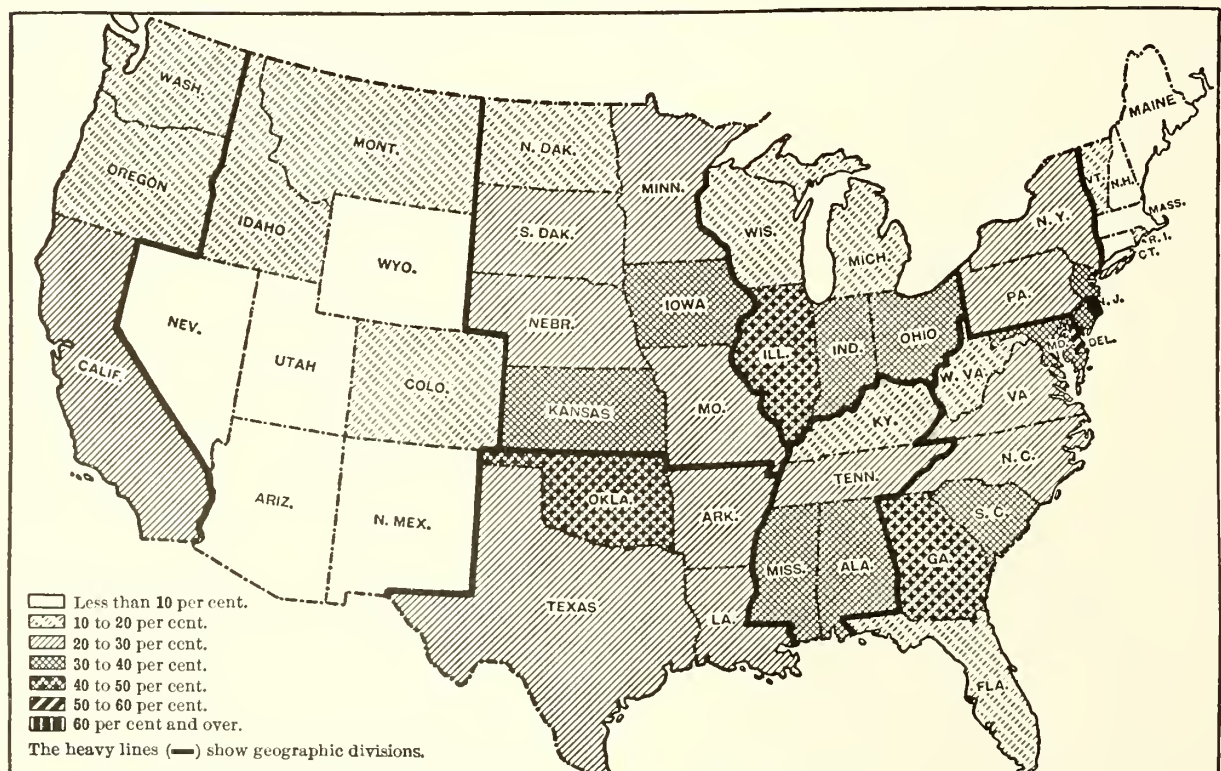 WASH.
MONT.
N. DAK.
MINN.
MAINE
OREGON
IDAHO
S. DAK.
WIS.
MICH.
VT.
N.H.
MASS.
N.Y.
R.I.
CT.
WYO.
NEBR.
IOWA
PA.
N.J.
NEV.
UTAH
COLO.
ILL.
IND.
OHIO
MD.
DEL.
CALIF.
KANSAS
MO.
W. VA.
VA.
KY.
ARIZ.
N. MEX.
OKLA.
ARK.
TENN.
N. C.
S. C.
MISS.
ALA.
GA.
TEXAS
LA.
FLA.
Less than 10 per cent.
10 to 20 per cent.
20 to 30 per cent.
30 to 40 per cent.
40 to 50 per cent.
50 to 60 per cent.
60 per cent and over.
The heavy lines (▬) show geographic divisions.